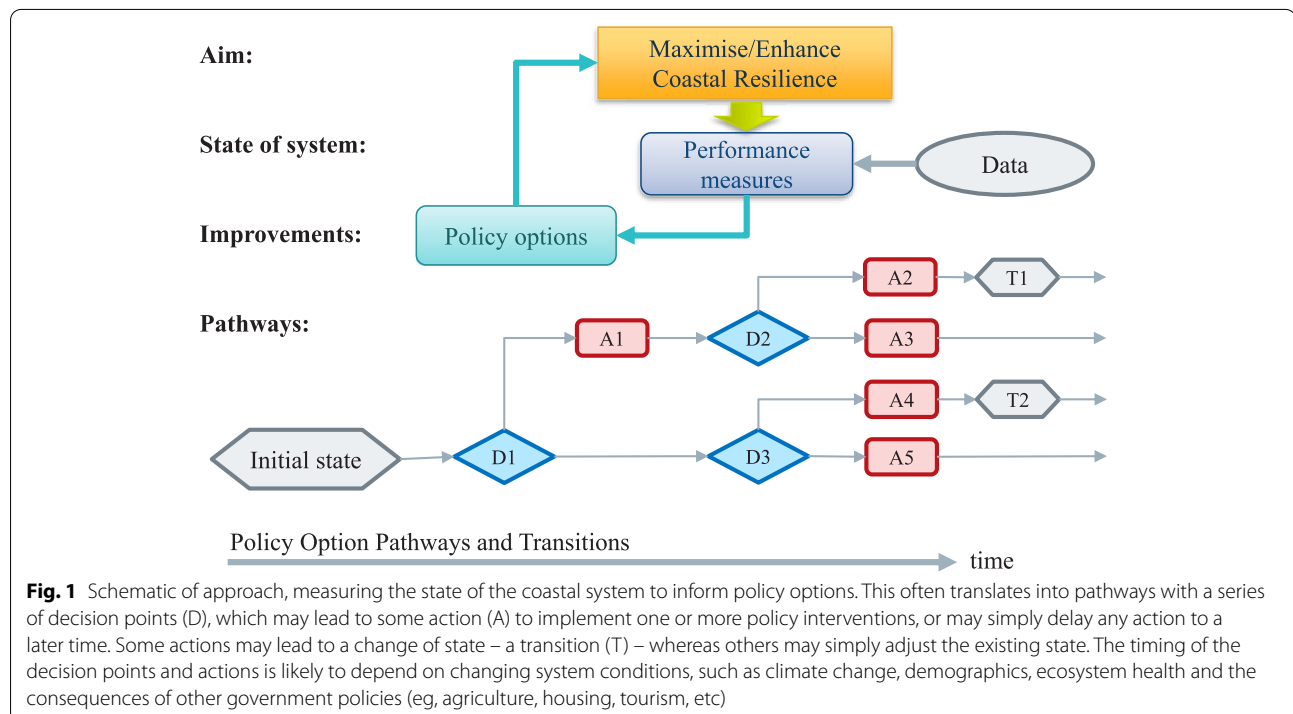 Aim:
Maximise/Enhance
Coastal Resilience
State of system:
Performance
measures
Data
Improvements:
Policy options
A2
T1
Pathways:
A1
D2
A3
A4
T2
Initial state
D1
D3
A5
Policy Option Pathways and Transitions
time
Fig. 1 Schematic of approach, measuring the state of the coastal system to inform policy options. This often translates into pathways with a series
of decision points (D), which may lead to some action (A) to implement one or more policy interventions, or may simply delay any action to a
later time. Some actions may lead to a change of state – a transition (T) – whereas others may simply adjust the existing state. The timing of the
decision points and actions is likely to depend on changing system conditions, such as climate change, demographics, ecosystem health and the
consequences of other government policies (eg, agriculture, housing, tourism, etc)